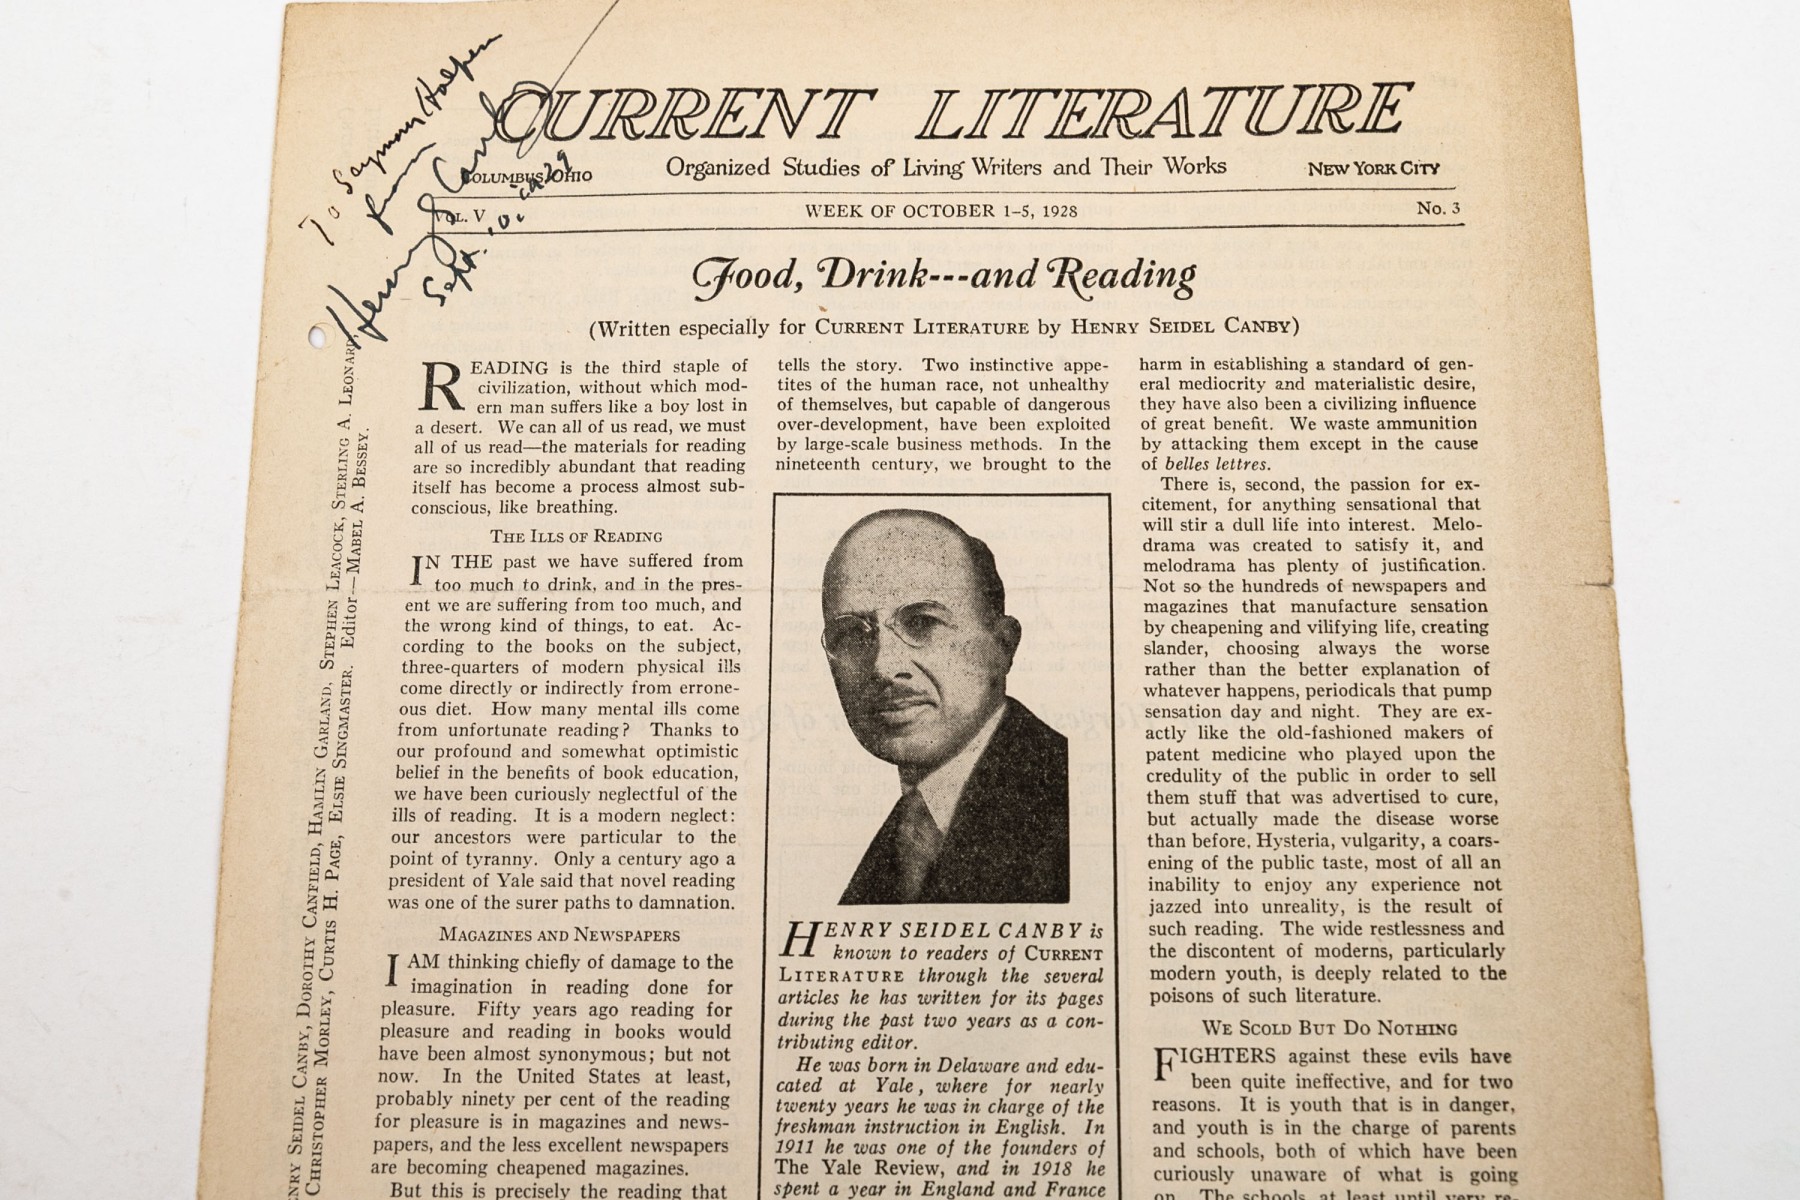 To Seymour Halpern
from
Henry S. Canby
Sept. 10. 1929
CURRENT LITERATURE
COLUMBUS, OHIO
Organized Studies of Living Writers and Their Works
NEW YORK CITY
VOL. V
WEEK OF OCTOBER 1–5, 1928
No. 3
Food, Drink---and Reading
(Written especially for CURRENT LITERATURE by HENRY SEIDEL CANBY)
NRY SEIDEL CANBY, DOROTHY CANFIELD, HAMLIN GARLAND, STEPHEN LEACOCK, STERLING A. LEONARD,
CHRISTOPHER MORLEY, CURTIS H. PAGE, ELSIE SINGMASTER. Editor—MABEL A. BESSEY.
READING is the third staple of
civilization, without which mod-
ern man suffers like a boy lost in
a desert. We can all of us read, we must
all of us read—the materials for reading
are so incredibly abundant that reading
itself has become a process almost sub-
conscious, like breathing.
THE ILLS OF READING
IN THE past we have suffered from
too much to drink, and in the pres-
ent we are suffering from too much, and
the wrong kind of things, to eat. Ac-
cording to the books on the subject,
three-quarters of modern physical ills
come directly or indirectly from errone-
ous diet. How many mental ills come
from unfortunate reading? Thanks to
our profound and somewhat optimistic
belief in the benefits of book education,
we have been curiously neglectful of the
ills of reading. It is a modern neglect:
our ancestors were particular to the
point of tyranny. Only a century ago a
president of Yale said that novel reading
was one of the surer paths to damnation.
MAGAZINES AND NEWSPAPERS
I AM thinking chiefly of damage to the
imagination in reading done for
pleasure. Fifty years ago reading for
pleasure and reading in books would
have been almost synonymous; but not
now. In the United States at least,
probably ninety per cent of the reading
for pleasure is in magazines and news-
papers, and the less excellent newspapers
are becoming cheapened magazines.
But this is precisely the reading that
tells the story. Two instinctive appe-
tites of the human race, not unhealthy
of themselves, but capable of dangerous
over-development, have been exploited
by large-scale business methods. In the
nineteenth century, we brought to the
HENRY SEIDEL CANBY is
known to readers of CURRENT
LITERATURE through the several
articles he has written for its pages
during the past two years as a con-
tributing editor.
He was born in Delaware and edu-
cated at Yale, where for nearly
twenty years he was in charge of the
freshman instruction in English. In
1911 he was one of the founders of
The Yale Review, and in 1918 he
spent a year in England and France
harm in establishing a standard of gen-
eral mediocrity and materialistic desire,
they have also been a civilizing influence
of great benefit. We waste ammunition
by attacking them except in the cause
of belles lettres.
There is, second, the passion for ex-
citement, for anything sensational that
will stir a dull life into interest. Melo-
drama was created to satisfy it, and
melodrama has plenty of justification.
Not so the hundreds of newspapers and
magazines that manufacture sensation
by cheapening and vilifying life, creating
slander, choosing always the worse
rather than the better explanation of
whatever happens, periodicals that pump
sensation day and night. They are ex-
actly like the old-fashioned makers of
patent medicine who played upon the
credulity of the public in order to sell
them stuff that was advertised to cure,
but actually made the disease worse
than before. Hysteria, vulgarity, a coars-
ening of the public taste, most of all an
inability to enjoy any experience not
jazzed into unreality, is the result of
such reading. The wide restlessness and
the discontent of moderns, particularly
modern youth, is deeply related to the
poisons of such literature.
WE SCOLD BUT DO NOTHING
FIGHTERS against these evils have
been quite ineffective, and for two
reasons. It is youth that is in danger,
and youth is in the charge of parents
and schools, both of which have been
curiously unaware of what is going
on. The schools, at least until very re-